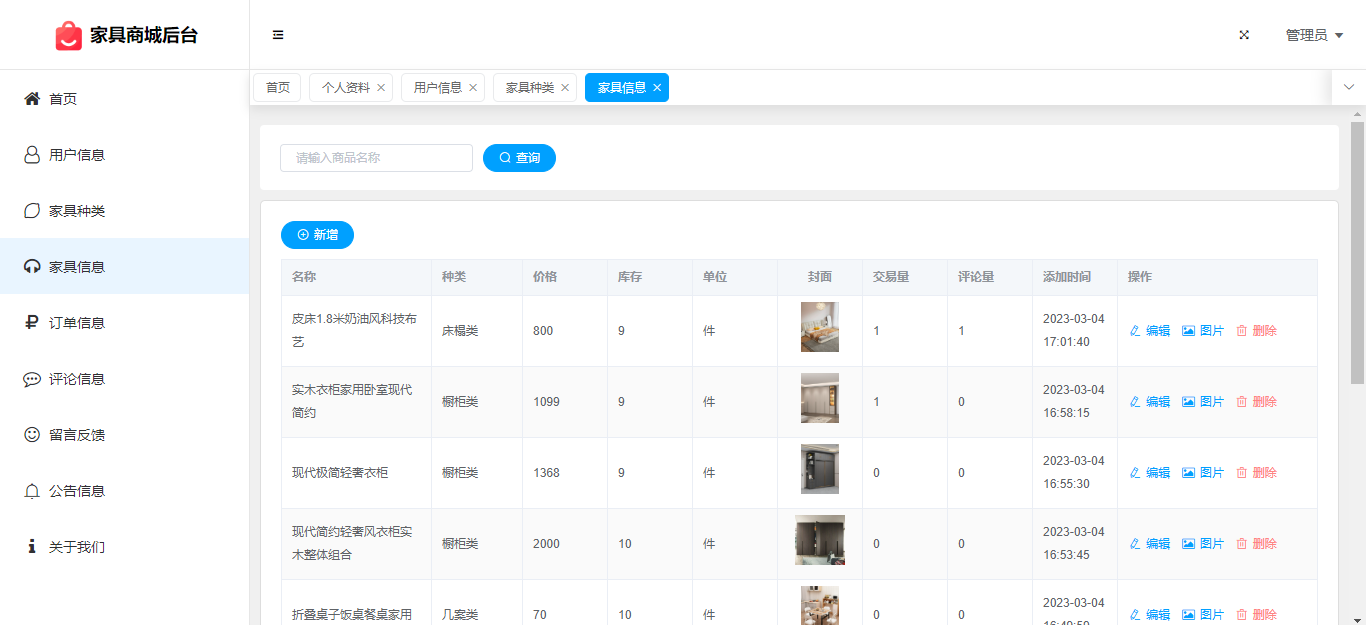 家具商城后台
管理员
首页
用户信息
家具种类
家具信息
订单信息
评论信息
留言反馈
公告信息
关于我们
首页 个人资料 用户信息 家具种类 家具信息
请输入商品名称 查询
新增
名称 种类 价格 库存 单位 封面 交易量 评论量 添加时间 操作
皮床1.8米奶油风科技布
艺
床榻类 800 9 件 1 1
2023-03-04
17:01:40
编辑 图片 删除
实木衣柜家用卧室现代
简约
橱柜类 1099 9 件 1 0
2023-03-04
16:58:15
编辑 图片 删除
现代极简轻奢衣柜
橱柜类 1368 9 件 0 0
2023-03-04
16:55:30
编辑 图片 删除
现代简约轻奢风衣柜实
木整体组合
橱柜类 2000 10 件 0 0
2023-03-04
16:53:45
编辑 图片 删除
折叠桌子饭桌餐桌家用
几案类 70 10 件 0 0
2023-03-04
编辑 图片 删除